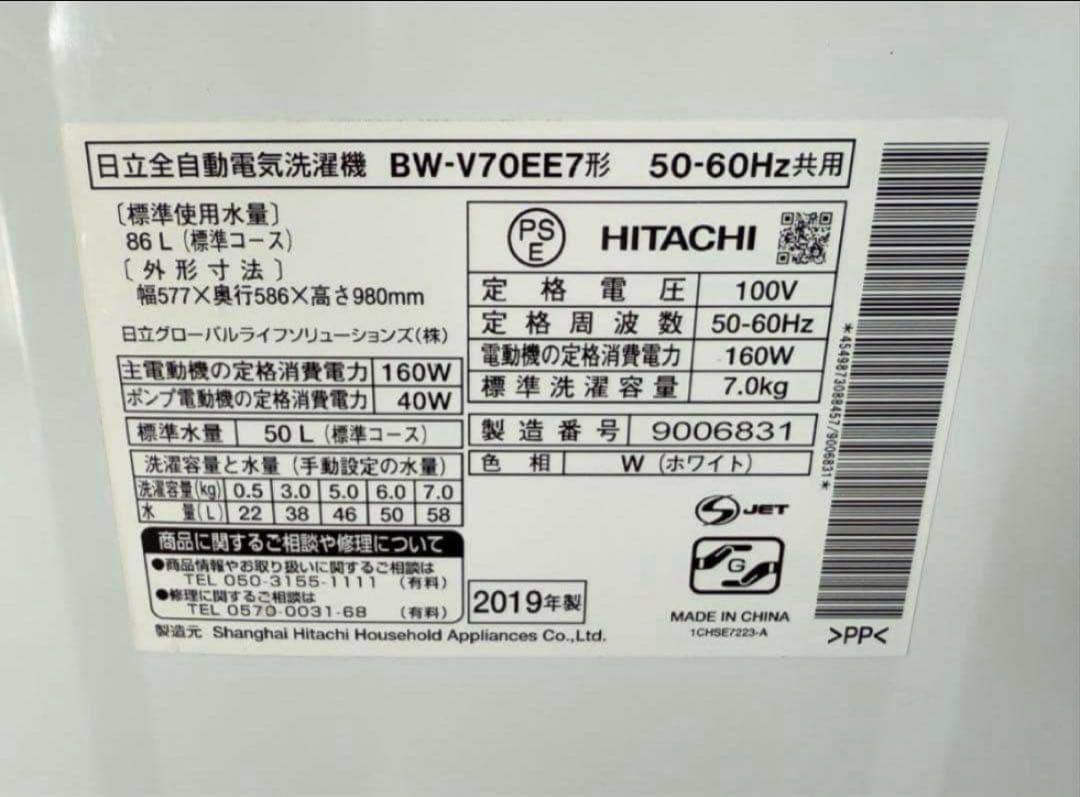 日立全自動電気洗濯機 BW-V70EE7形 50-60Hz共用
〔標準使用水量〕
86L(標準コース)
〔外形寸法〕
幅577×奥行586×高さ980mm
日立グローバルライフソリューションズ(株)
主電動機の定格消費電力 160W
ポンプ電動機の定格消費電力 40W
標準水量 50L(標準コース)
洗濯容量と水量(手動設定の水量)
洗濯容量(kg) 0.5 3.0 5.0 6.0 7.0
水量(L) 22 38 46 50 58
商品に関するご相談や修理について
●商品情報やお取り扱いに関するご相談は
TEL 050-3155-1111 (有料)
●修理に関するご相談は
TEL 0570-0031-68 (有料)
製造元 Shanghai Hitachi Household Appliances Co.,Ltd.
PS
E
HITACHI
定格電圧 100V
定格周波数 50-60Hz
電動機の定格消費電力 160W
標準洗濯容量 7.0kg
製造番号 9006831
色相 W(ホワイト)
S JET
G
2019年製
MADE IN CHINA
1CHSE7223-A
>PP<
*4549873088457/9006831*